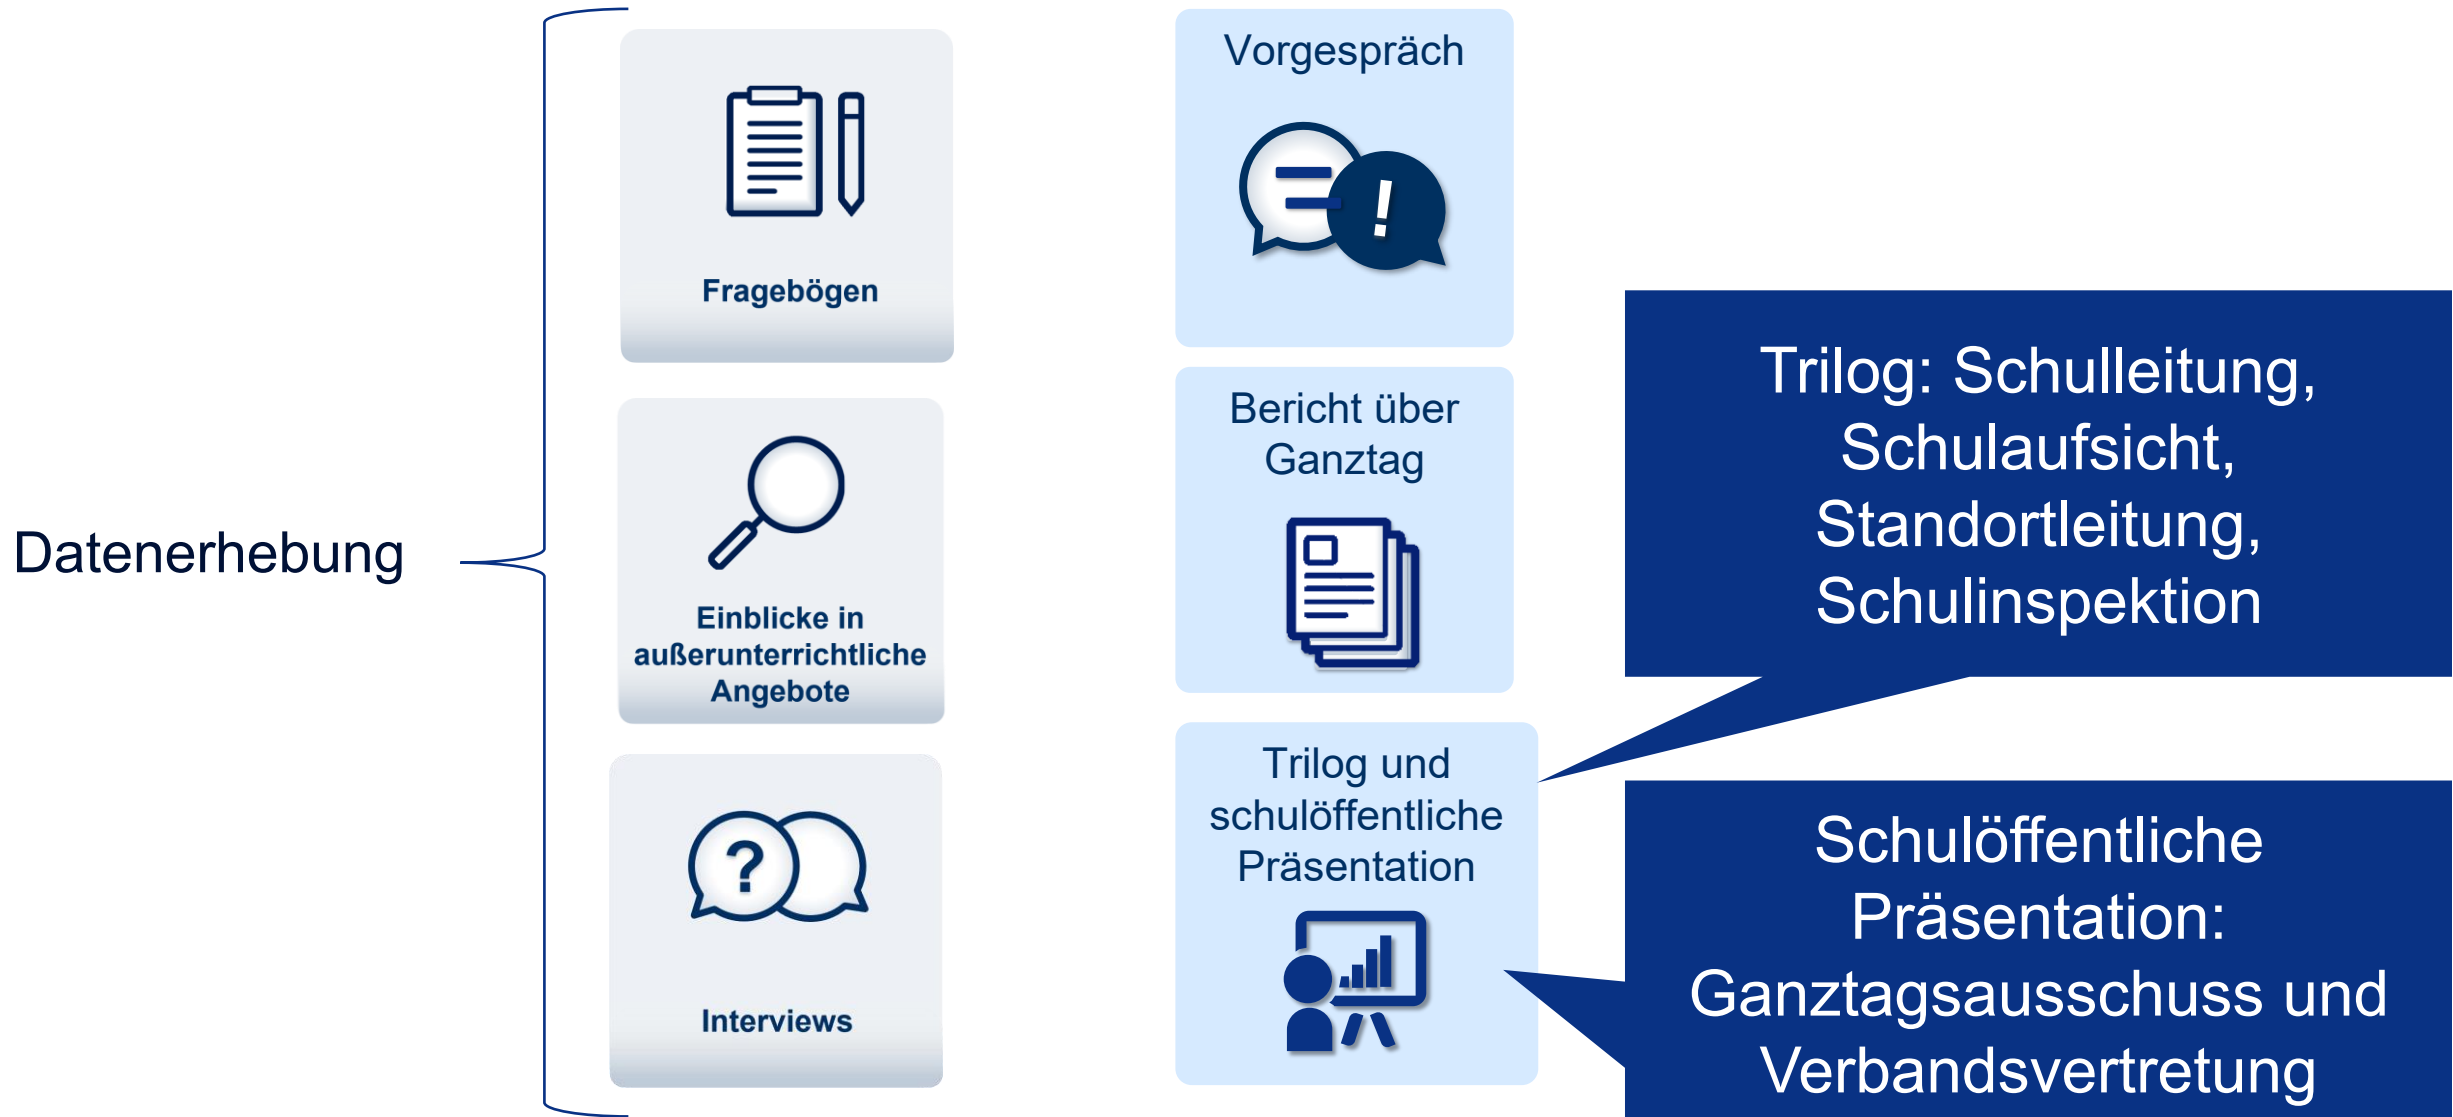 Datenerhebung
Fragebögen
Einblicke in
außerunterrichtliche
Angebote
?
Interviews
Vorgespräch
!
Bericht über
Ganztag
Trilog und
schulöffentliche
Präsentation
Trilog: Schulleitung,
Schulaufsicht,
Standortleitung,
Schulinspektion
Schulöffentliche
Präsentation:
Ganztagsausschuss und
Verbandsvertretung